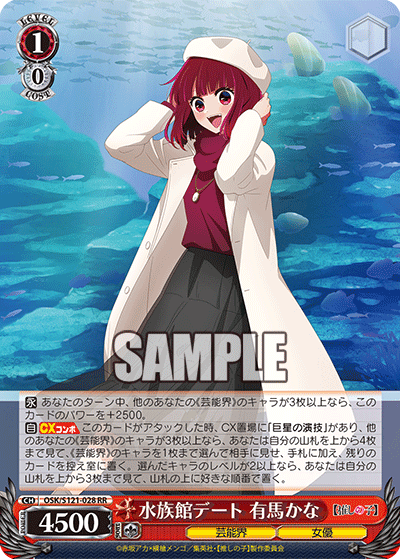 LEVEL
1
0
COST
SAMPLE
永 あなたのターン中、他のあなたの《芸能界》のキャラが3枚以上なら、こ
のカードのパワーを+2500。
自 CXコンボ このカードがアタックした時、CX置場に「巨星の演技」があり、他
のあなたの《芸能界》のキャラが3枚以上なら、あなたは自分の山札を上から4枚
まで見て、《芸能界》のキャラを1枚まで選んで相手に見せ、手札に加え、残りの
カードを控え室に置く。選んだキャラのレベルが2以上なら、あなたは自分の
山札を上から3枚まで見て、山札の上に好きな順番で置く。
CH OSK/S121-028 RR
4500
水族館デート 有馬かな
【推しの子】
芸能界
女優
©赤坂アカ×横槍メンゴ/集英社・【推しの子】製作委員会